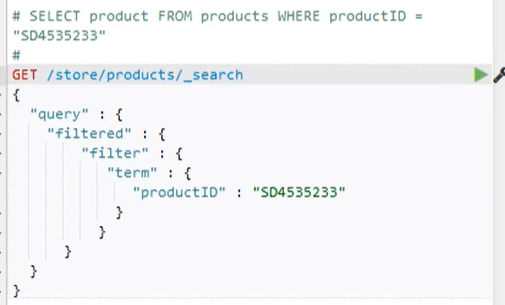 # SELECT product FROM products WHERE productID =
"SD4535233"
#
GET /store/products/_search
{
"query" : {
"filtered" : {
"filter" : {
"term" : {
"productID" : "SD4535233"
}
}
}
}
}